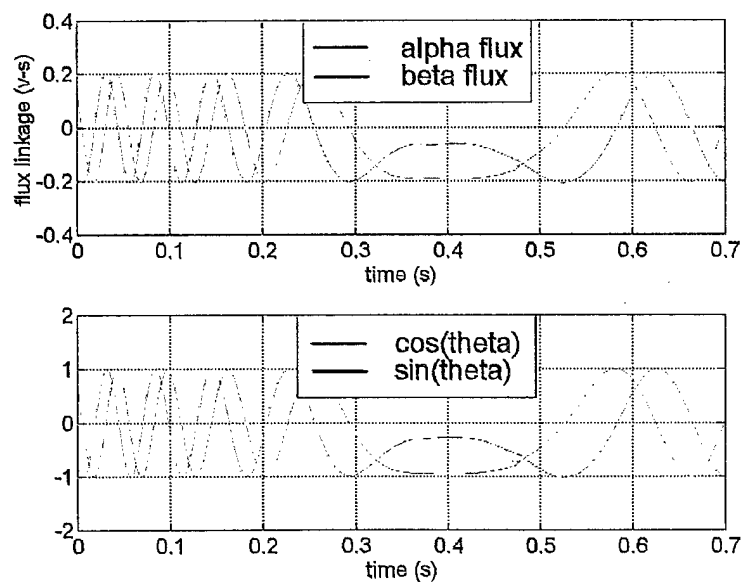 0.4
0.2
0
-0.2
-0.4
flux linkage (v-s)
alpha flux
beta flux
0 0.1 0.2 0.3 0.4 0.5 0.6 0.7
time (s)
2
1
0
-1
-2
cos(theta)
sin(theta)
0 0.1 0.2 0.3 0.4 0.5 0.6 0.7
time (s)